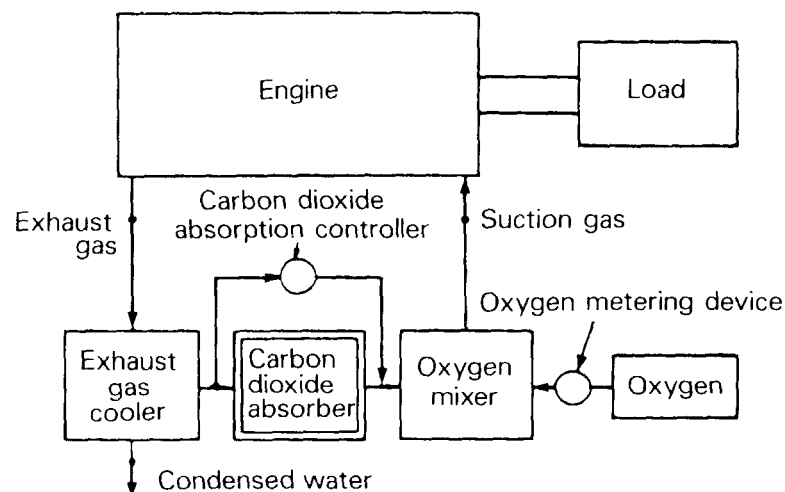 Engine
Load
Exhaust
gas
Carbon dioxide
absorption controller
Suction gas
Oxygen metering device
Exhaust
gas
cooler
Carbon
dioxide
absorber
Oxygen
mixer
Oxygen
Condensed water